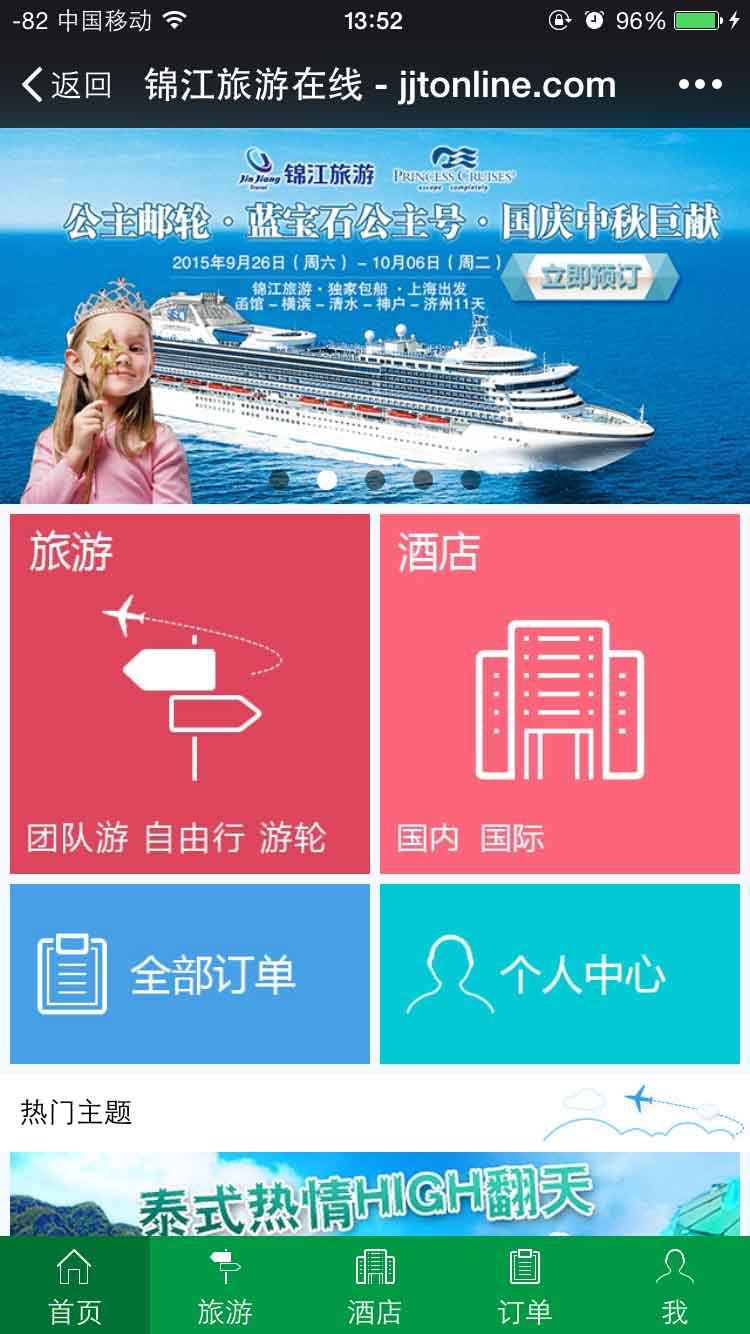 -82 中国移动 13:52 96%
返回 锦江旅游在线 - jjtonline.com
JinJiang Travel 锦江旅游 PRINCESS CRUISES®
escape completely
公主邮轮·蓝宝石公主号·国庆中秋巨献
2015年9月26日（周六）- 10月06日（周二）
立即预订
锦江旅游·独家包船·上海出发
函馆－横滨－清水－神户－济州11天
旅游
团队游 自由行 游轮
酒店
国内 国际
全部订单
个人中心
热门主题
泰式热情HIGH翻天
首页 旅游 酒店 订单 我